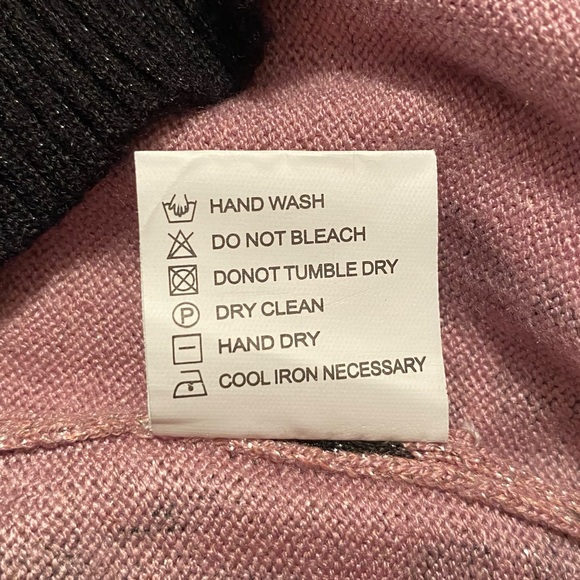 HAND WASH
DO NOT BLEACH
DONOT TUMBLE DRY
P DRY CLEAN
HAND DRY
COOL IRON NECESSARY